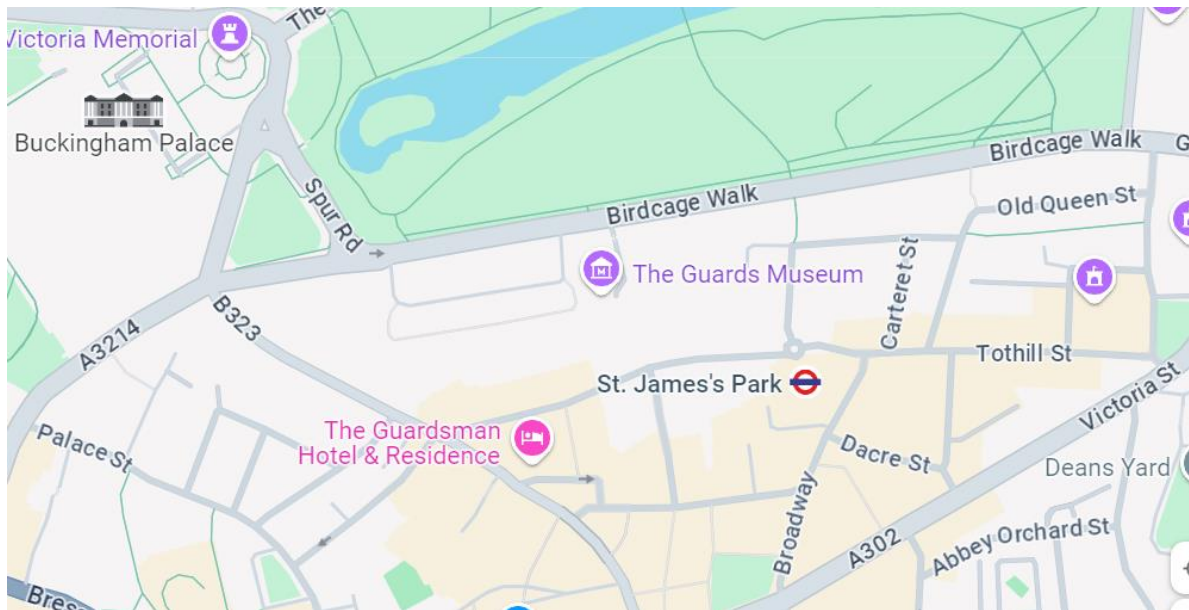 The
Victoria Memorial
Buckingham Palace
Birdcage Walk
G
Birdcage Walk
Old Queen St
Spur Rd
The Guards Museum
Carteret St
B323
A3214
Tothill St
St. James's Park
Victoria St
The Guardsman
Hotel & Residence
Palace St
Dacre St
Deans Yard
Broadway
A302
Abbey Orchard St
Bres